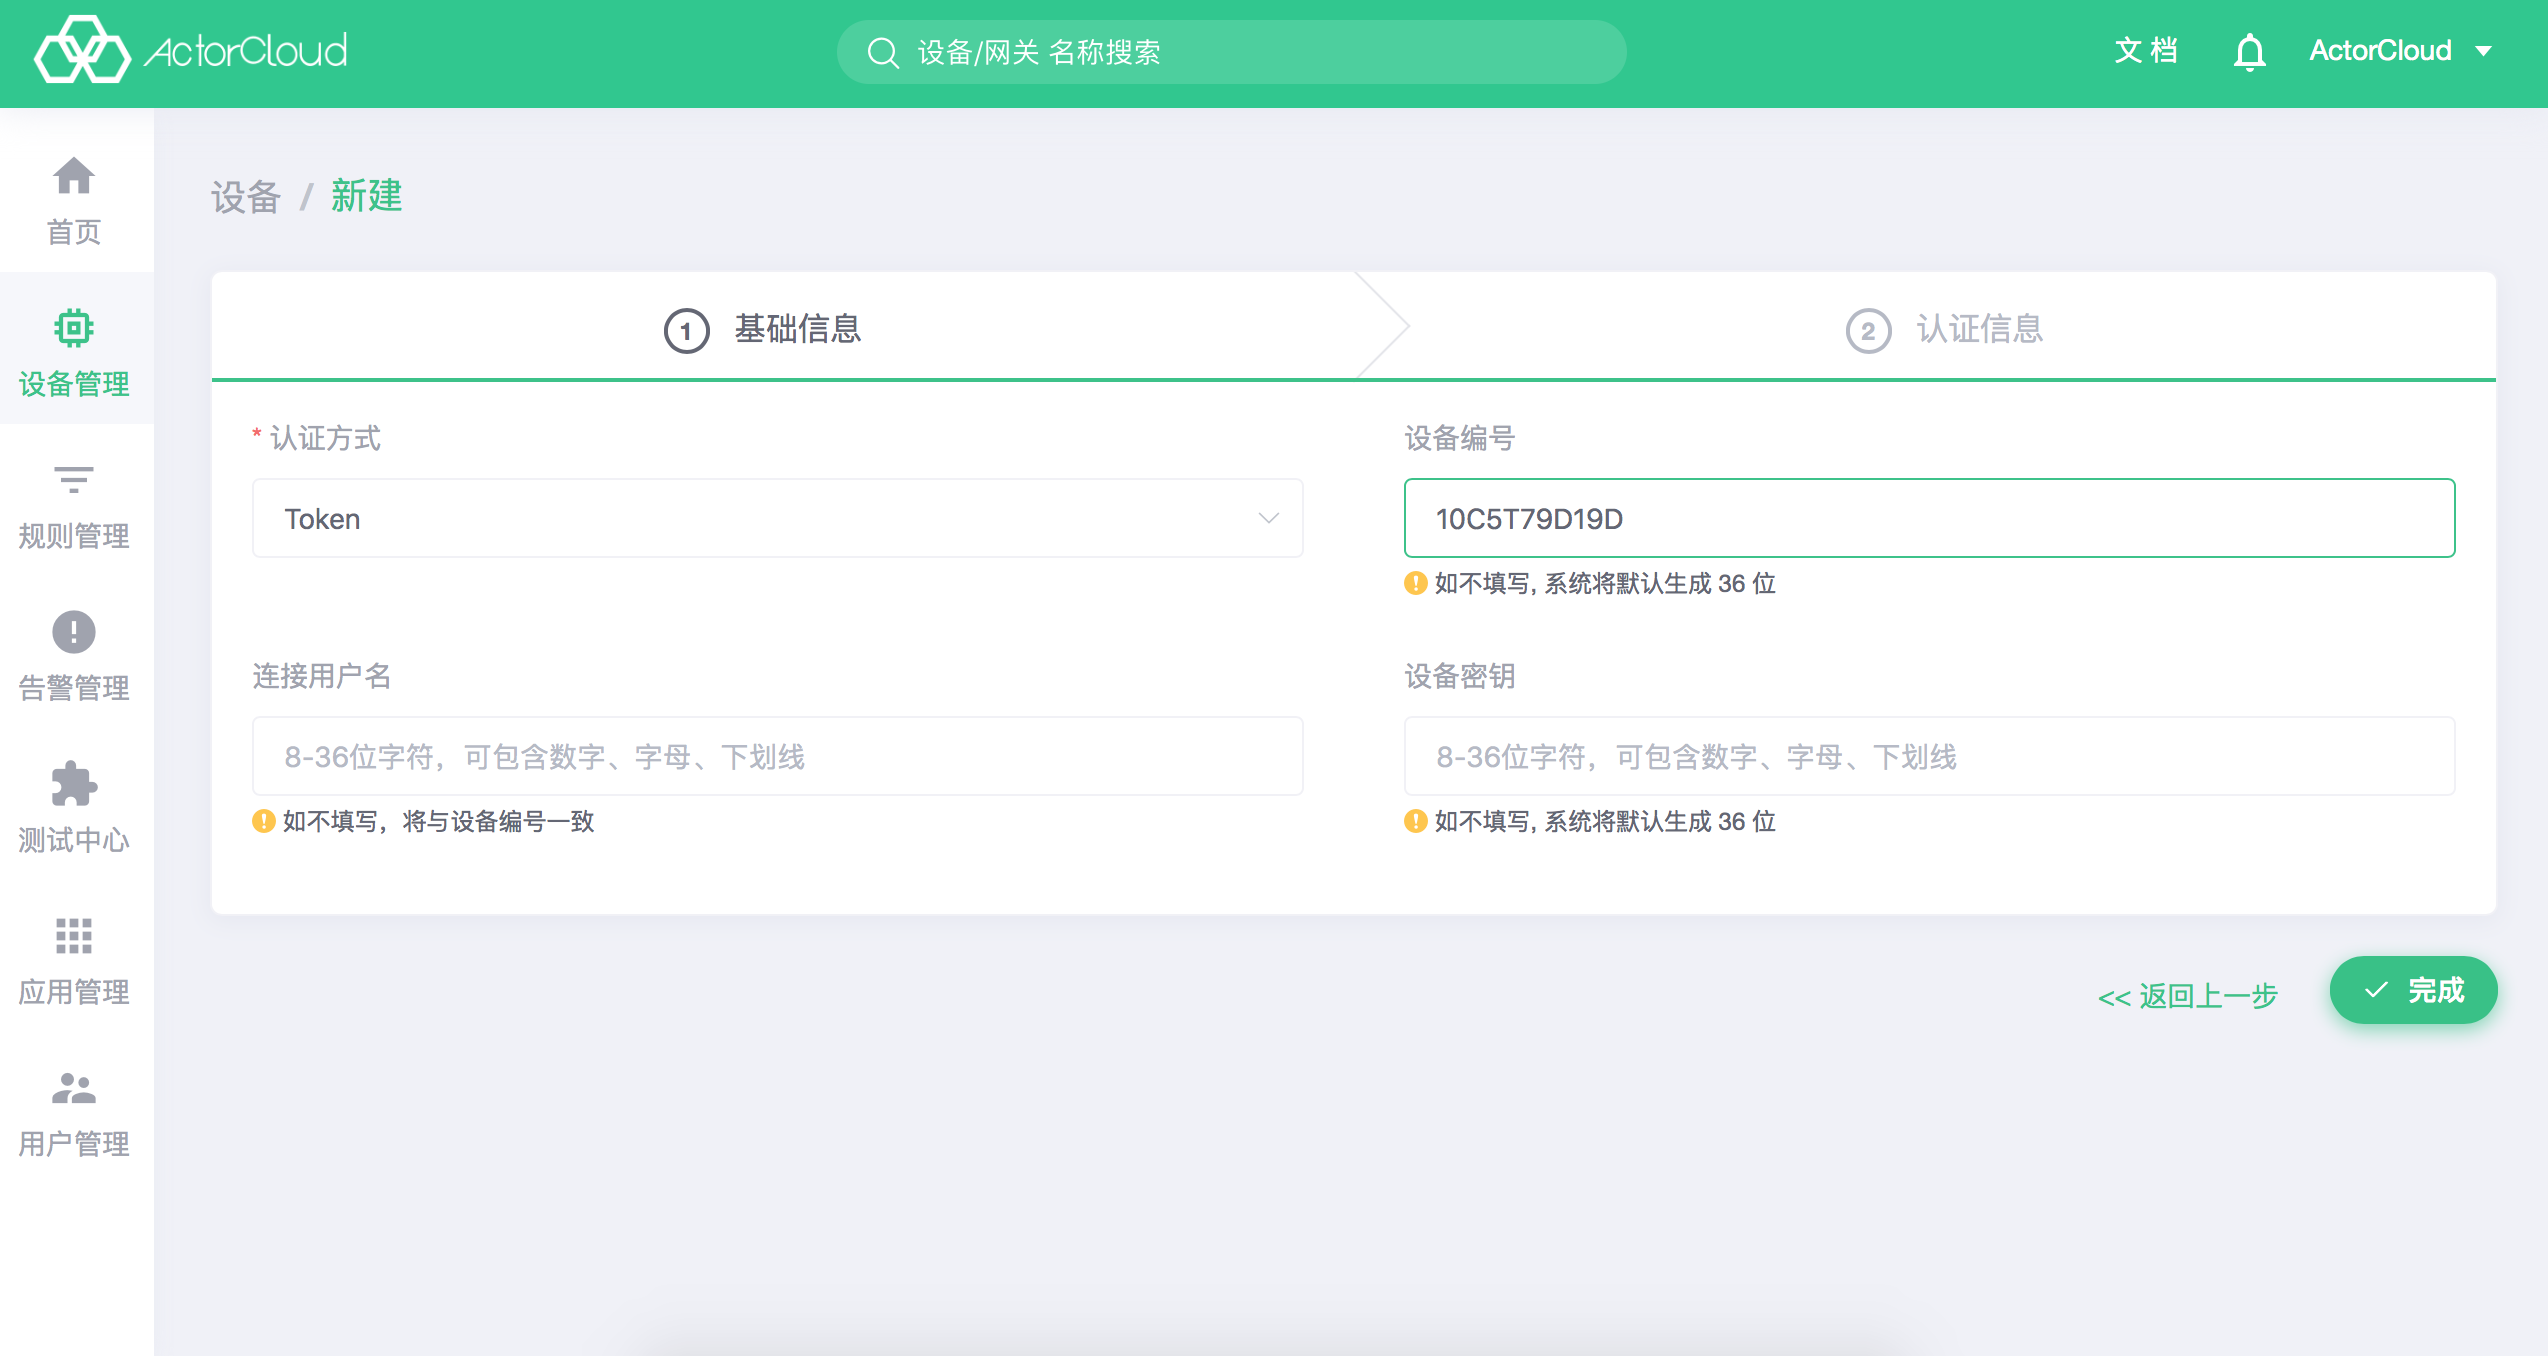 ActorCloud
设备/网关 名称搜索
文 档
ActorCloud
首页
设备管理
规则管理
告警管理
测试中心
应用管理
用户管理
设备 / 新建
1 基础信息
2 认证信息
* 认证方式
设备编号
Token
10C5T79D19D
如不填写, 系统将默认生成 36 位
连接用户名
设备密钥
8-36位字符，可包含数字、字母、下划线
8-36位字符，可包含数字、字母、下划线
如不填写，将与设备编号一致
如不填写, 系统将默认生成 36 位
<< 返回上一步
完成